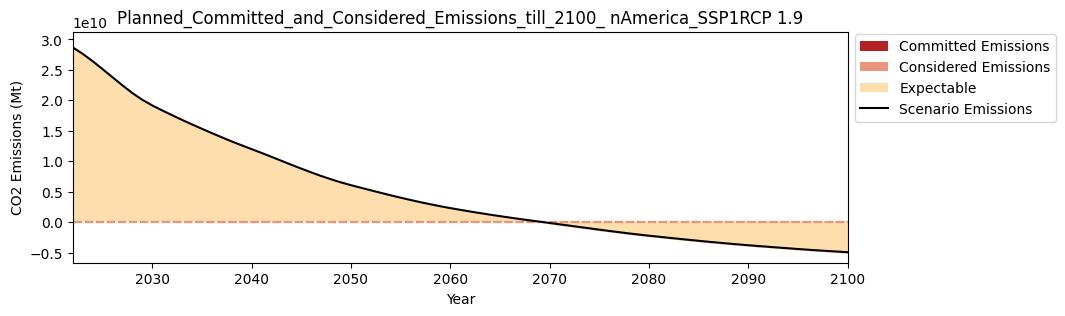 Planned_Committed_and_Considered_Emissions_till_2100_ nAmerica_SSP1RCP 1.9
1e10
3.0
2.5
2.0
1.5
1.0
0.5
0.0
−0.5
CO2 Emissions (Mt)
2030 2040 2050 2060 2070 2080 2090 2100
Year
Committed Emissions
Considered Emissions
Expectable
Scenario Emissions